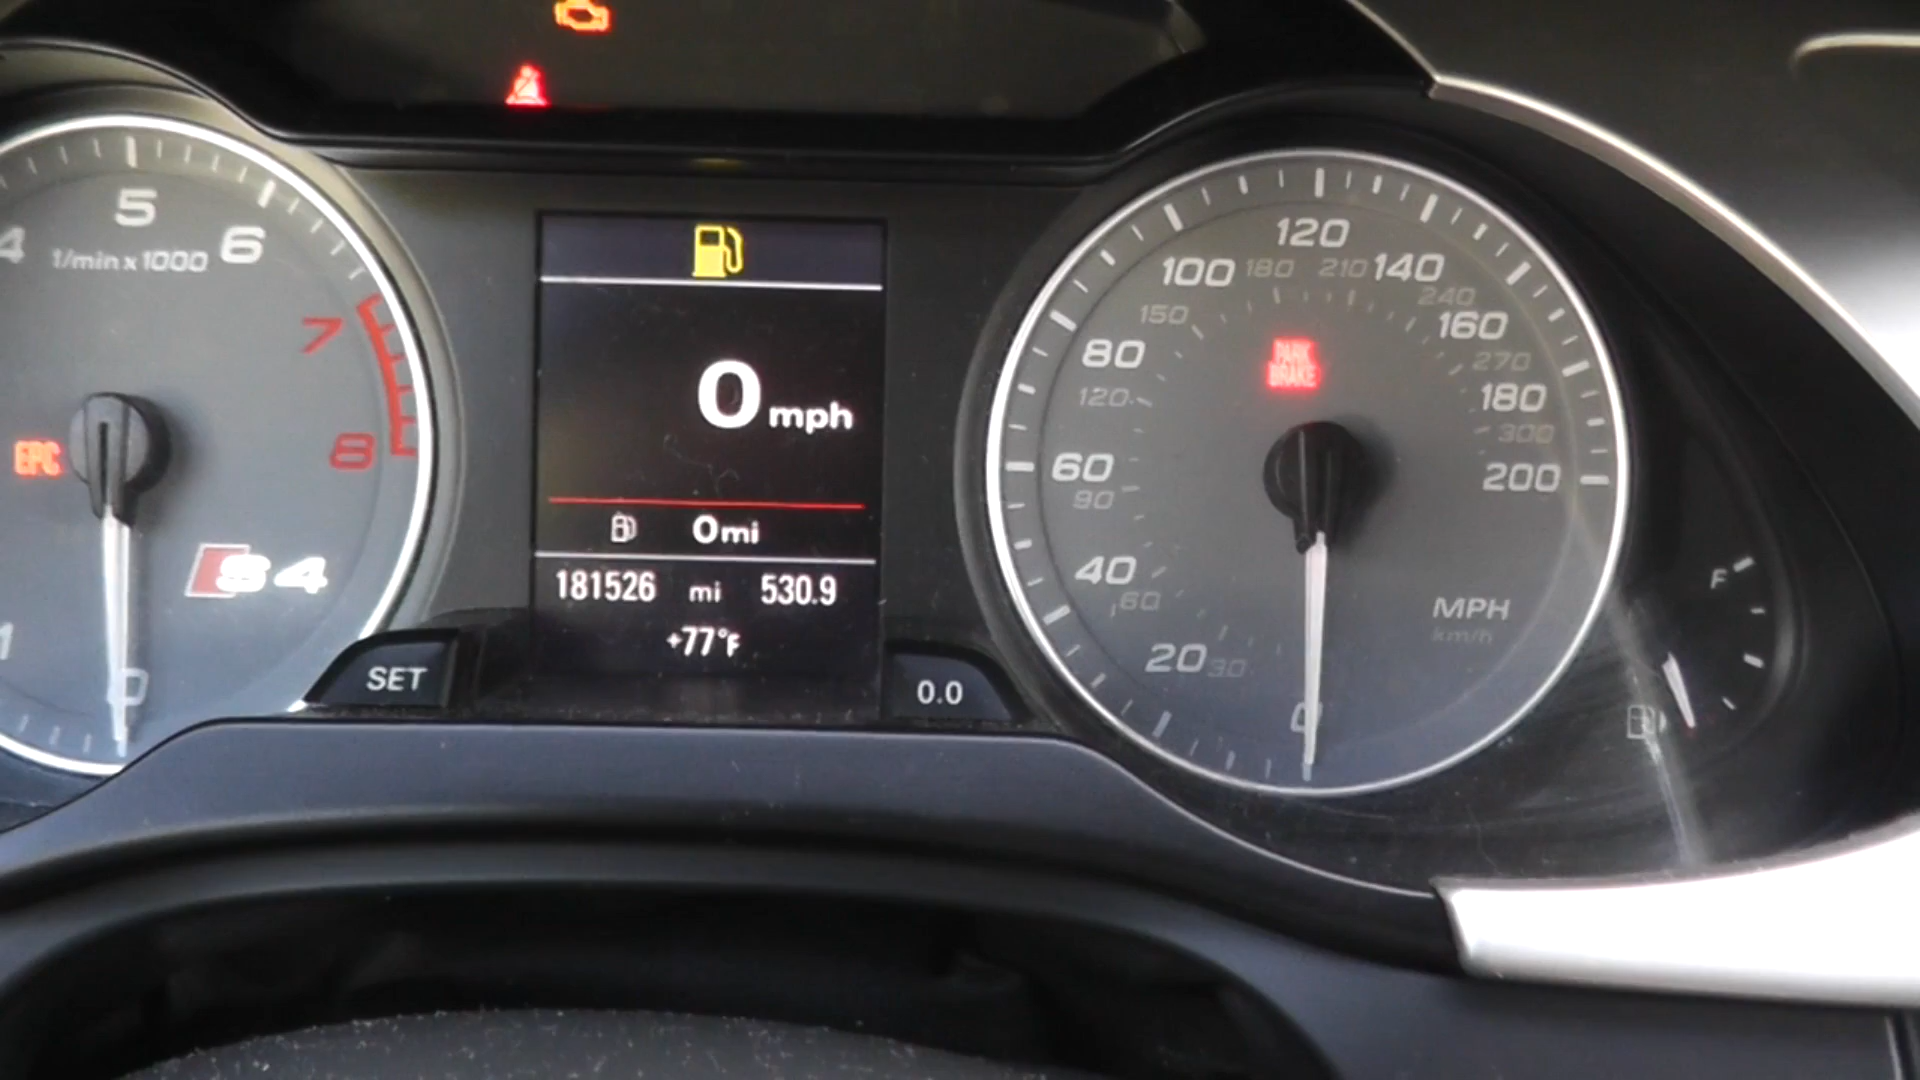 4
5
6
1/min x 1000
7
8
EPC
S4
1
0
SET
0 mph
0 mi
181526 mi 530.9
+77°F
0.0
120
100 180 210 140
150 240
160
80
270
120
180
300
60
200
90
40
60
MPH
km/h
20 30
0
PARK
BRAKE
F